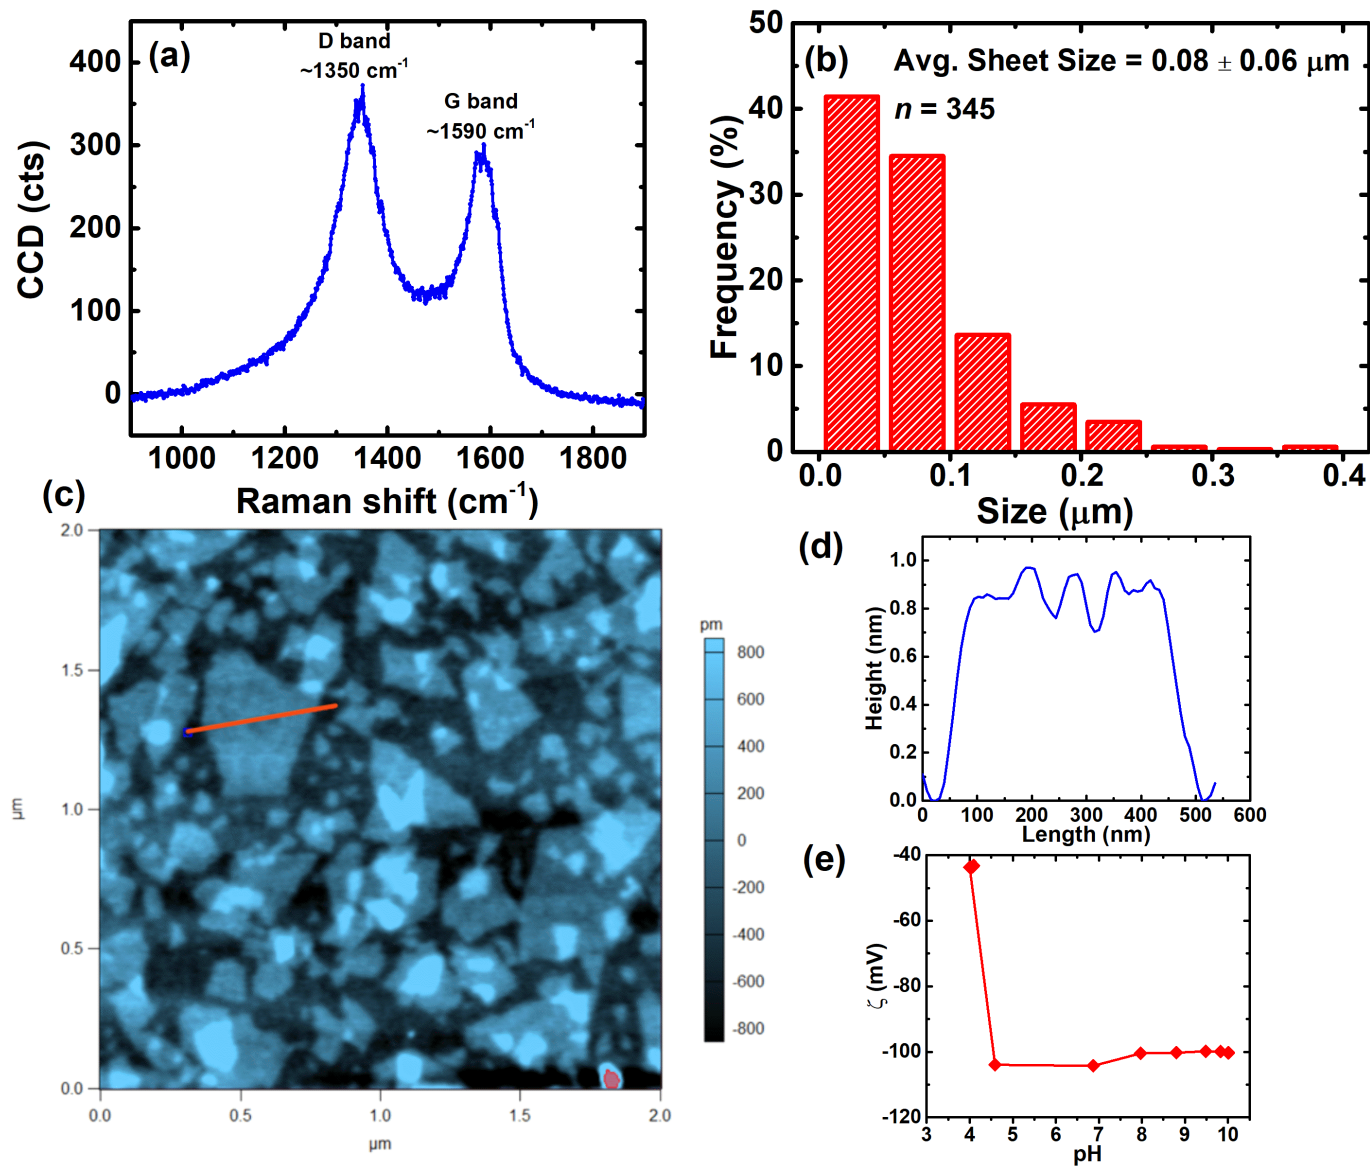 (a)
D band
~1350 cm-1
G band
~1590 cm-1
400
300
200
100
0
CCD (cts)
1000 1200 1400 1600 1800
Raman shift (cm-1)
(b)
Avg. Sheet Size = 0.08 ± 0.06 μm
n = 345
50
40
30
20
10
0
Frequency (%)
0.0 0.1 0.2 0.3 0.4
Size (μm)
(c)
2.0
1.5
1.0
0.5
0.0
μm
0.0 0.5 1.0 1.5 2.0
μm
pm
800
600
400
200
0
-200
-400
-600
-800
(d)
1.0
0.8
0.6
0.4
0.2
0.0
Height (nm)
0 100 200 300 400 500 600
Length (nm)
(e)
-40
-60
-80
-100
-120
ζ (mV)
3 4 5 6 7 8 9 10
pH